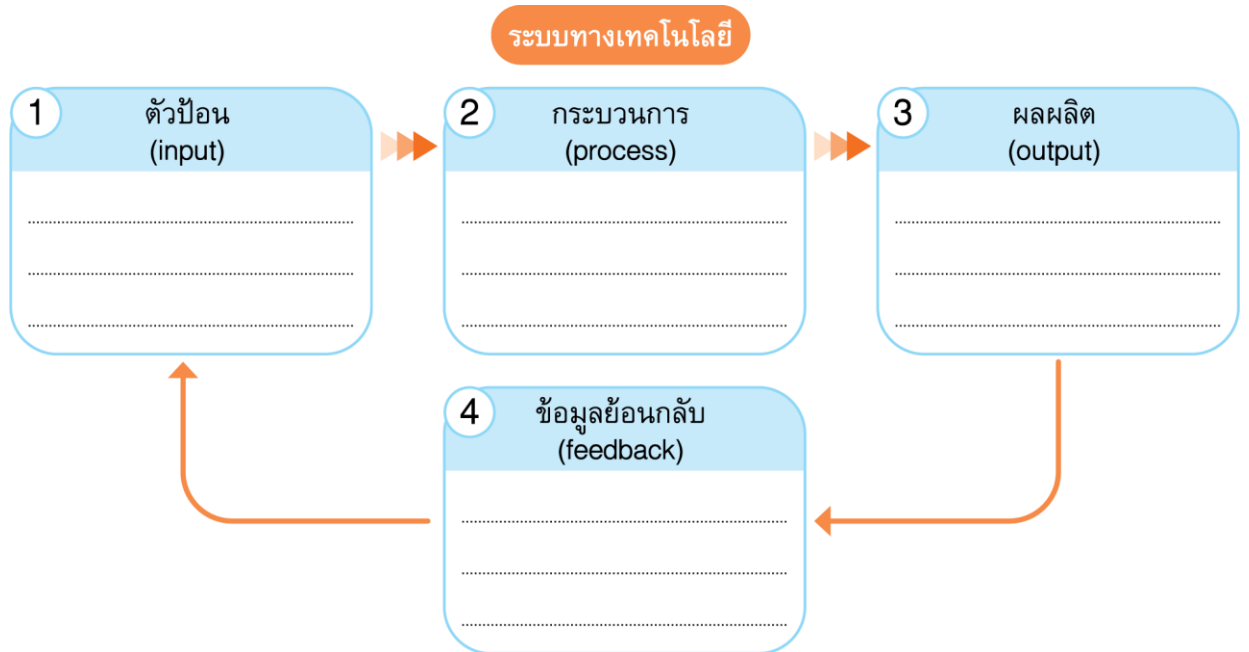 ระบบทางเทคโนโลยี
1
ตัวป้อน
(input)
2
กระบวนการ
(process)
3
ผลผลิต
(output)
4
ข้อมูลย้อนกลับ
(feedback)